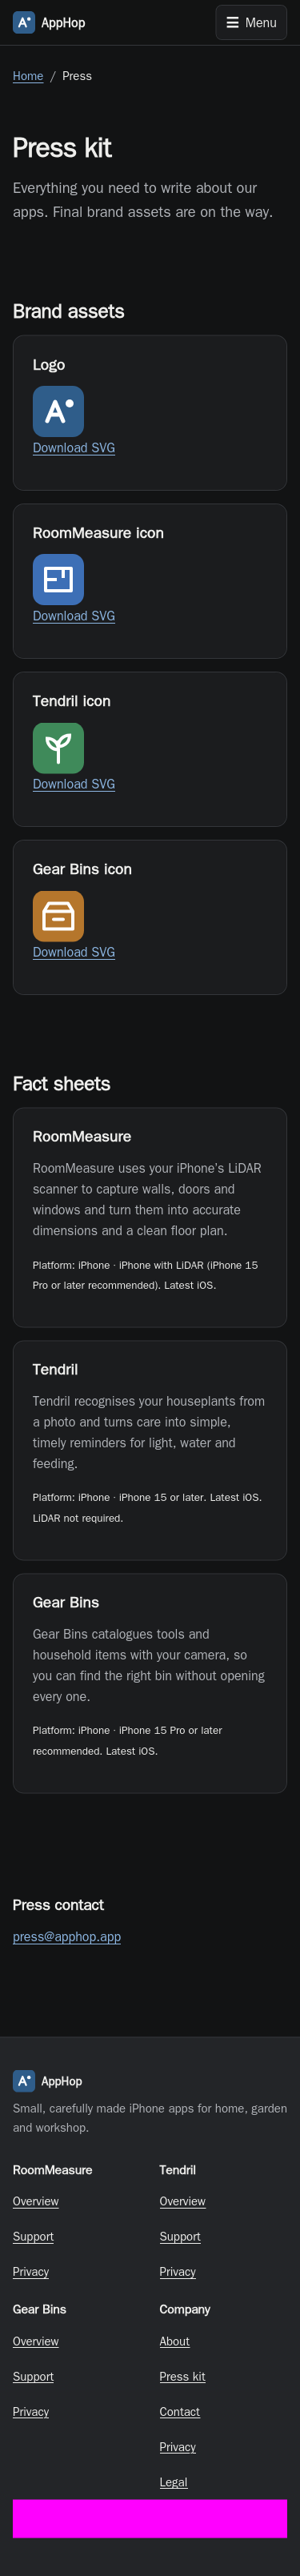 AppHop
☰ Menu
Home / Press
Press kit
Everything you need to write about our
apps. Final brand assets are on the way.
Brand assets
Logo
Download SVG
RoomMeasure icon
Download SVG
Tendril icon
Download SVG
Gear Bins icon
Download SVG
Fact sheets
RoomMeasure
RoomMeasure uses your iPhone's LiDAR
scanner to capture walls, doors and
windows and turn them into accurate
dimensions and a clean floor plan.
Platform: iPhone · iPhone with LiDAR (iPhone 15
Pro or later recommended). Latest iOS.
Tendril
Tendril recognises your houseplants from
a photo and turns care into simple,
timely reminders for light, water and
feeding.
Platform: iPhone · iPhone 15 or later. Latest iOS.
LiDAR not required.
Gear Bins
Gear Bins catalogues tools and
household items with your camera, so
you can find the right bin without opening
every one.
Platform: iPhone · iPhone 15 Pro or later
recommended. Latest iOS.
Press contact
press@apphop.app
AppHop
Small, carefully made iPhone apps for home, garden
and workshop.
RoomMeasure
Overview
Support
Privacy
Tendril
Overview
Support
Privacy
Gear Bins
Overview
Support
Privacy
Company
About
Press kit
Contact
Privacy
Legal